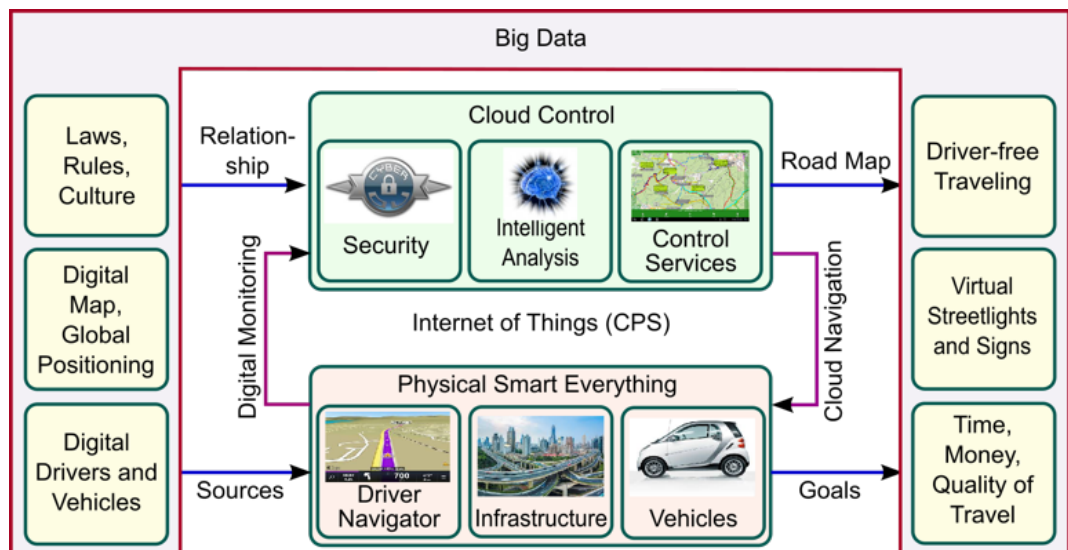 Big Data
Laws,
Rules,
Culture
Digital
Map,
Global
Positioning
Digital
Drivers and
Vehicles
Relation-
ship
Digital Monitoring
Sources
Cloud Control
CYBER
Security
Intelligent
Analysis
Control
Services
Internet of Things (CPS)
Physical Smart Everything
700
Driver
Navigator
Infrastructure
Vehicles
Road Map
Cloud Navigation
Goals
Driver-free
Traveling
Virtual
Streetlights
and Signs
Time,
Money,
Quality of
Travel